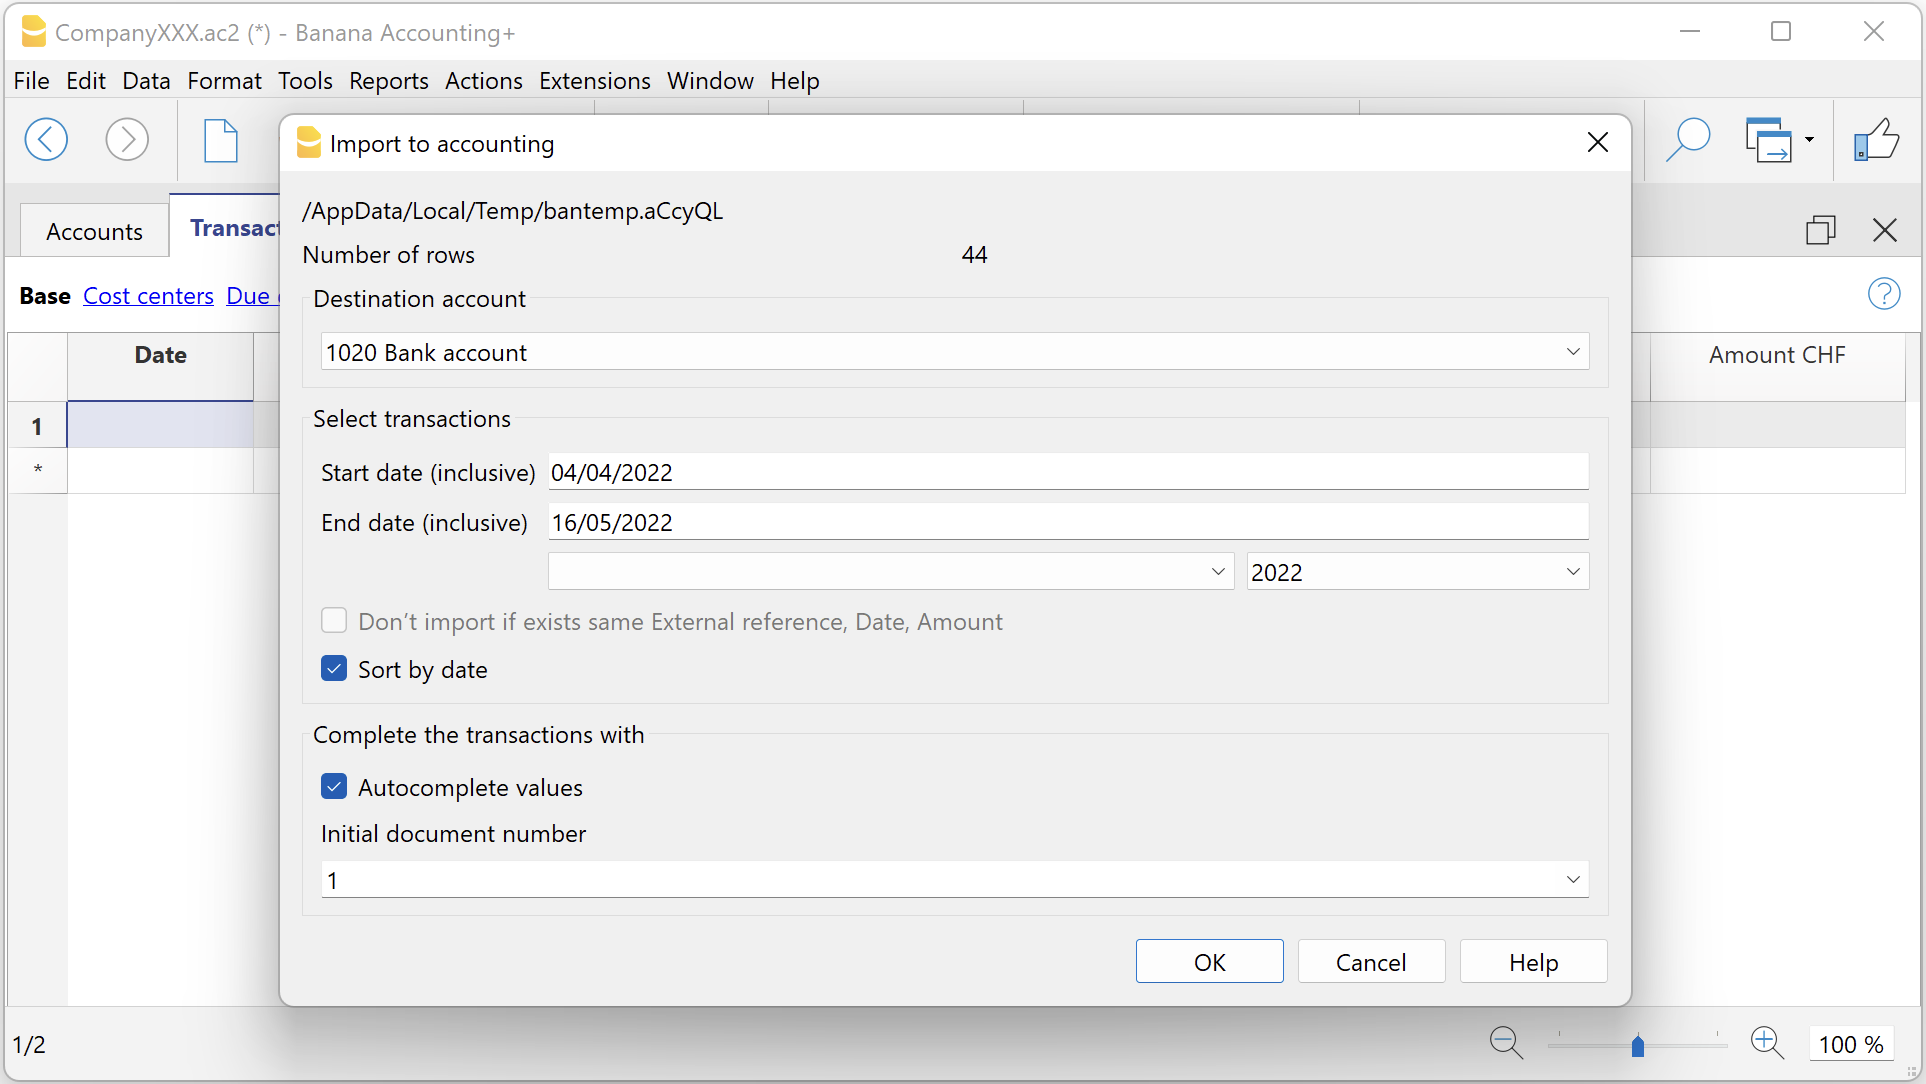 CompanyXXX.ac2 (*) - Banana Accounting+
File Edit Data Format Tools Reports Actions Extensions Window Help
Import to accounting
Accounts
Transact
/AppData/Local/Temp/bantemp.aCcyQL
Number of rows 44
Base Cost centers Due
Destination account
1020 Bank account
Date
Amount CHF
1
*
Select transactions
Start date (inclusive) 04/04/2022
End date (inclusive) 16/05/2022
2022
Don't import if exists same External reference, Date, Amount
Sort by date
Complete the transactions with
Autocomplete values
Initial document number
1
OK Cancel Help
1/2
100 %